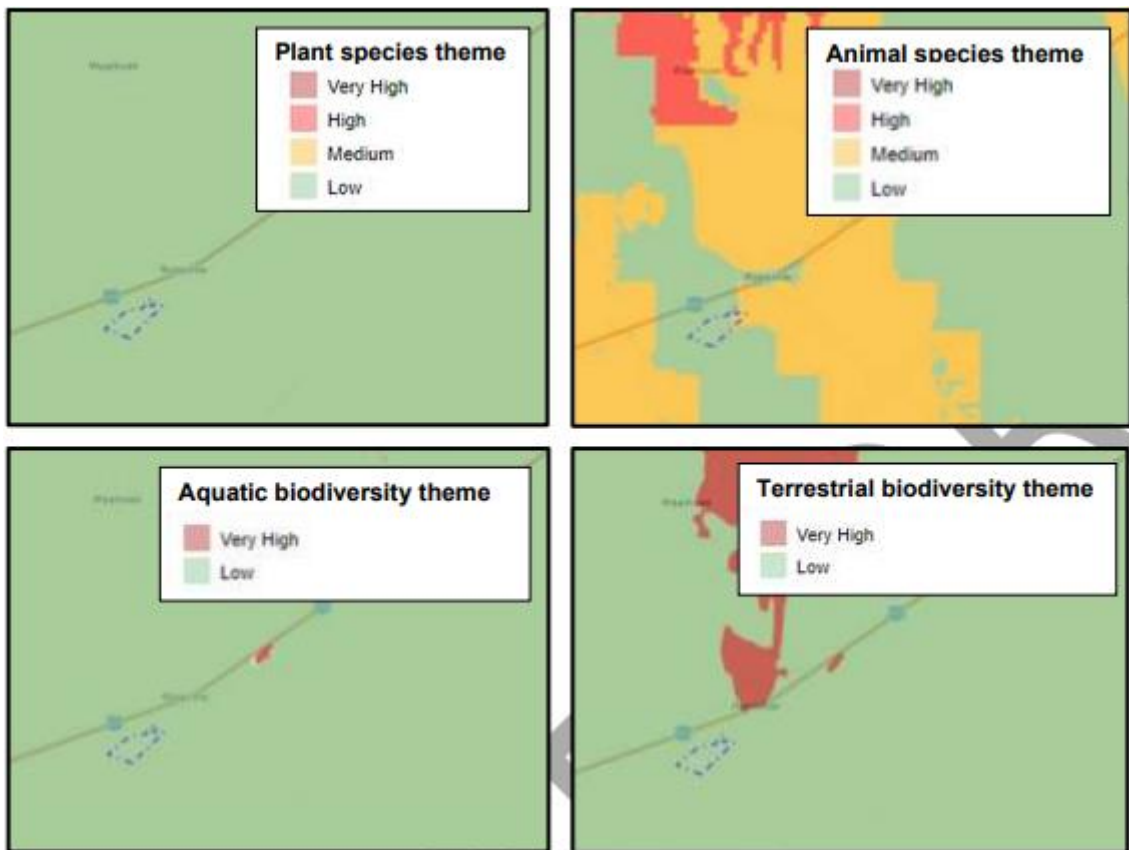 Plant species theme
Very High
High
Medium
Low
Animal species theme
Very High
High
Medium
Low
Aquatic biodiversity theme
Very High
Low
Terrestrial biodiversity theme
Very High
Low